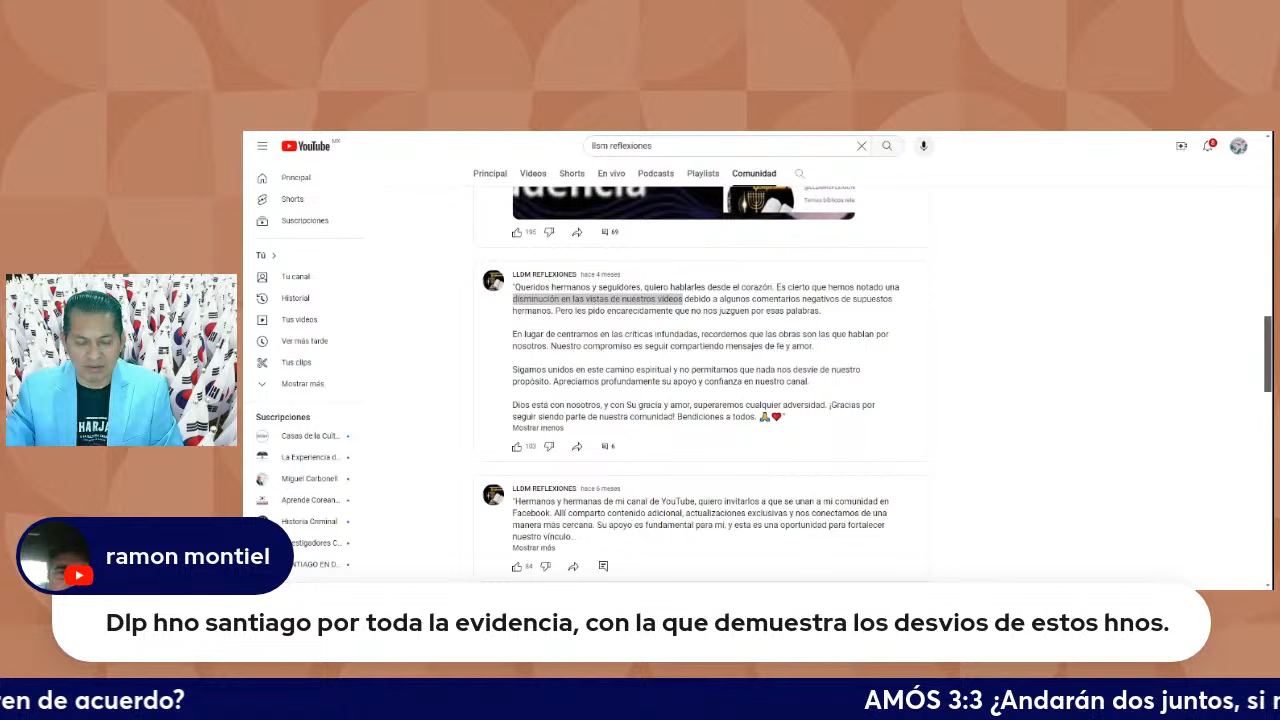 YouTube MX
llsm reflexiones
Principal Videos Shorts En vivo Podcasts Playlists Comunidad
Principal
Shorts
Suscripciones
Tú
Tu canal
Historial
Tus videos
Ver más tarde
Tus clips
Mostrar más
Suscripciones
Casas de la Cult...
La Experiencia d...
Miguel Carbonell
Aprende Corean...
Historia Criminal
195 69
LLDM REFLEXIONES hace 4 meses
"Queridos hermanos y seguidores, quiero hablarles desde el corazón. Es cierto que hemos notado una
disminución en las vistas de nuestros videos debido a algunos comentarios negativos de supuestos
hermanos. Pero les pido encarecidamente que no nos juzguen por esas palabras.
En lugar de centrarnos en las críticas infundadas, recordemos que las obras son las que hablan por
nosotros. Nuestro compromiso es seguir compartiendo mensajes de fe y amor.
Sigamos unidos en este camino espiritual y no permitamos que nada nos desvíe de nuestro
propósito. Apreciamos profundamente su apoyo y confianza en nuestro canal.
Dios está con nosotros, y con Su gracia y amor, superaremos cualquier adversidad. ¡Gracias por
seguir siendo parte de nuestra comunidad! Bendiciones a todos. 🙏❤️"
Mostrar menos
103 6
LLDM REFLEXIONES hace 6 meses
"Hermanos y hermanas de mi canal de YouTube, quiero invitarlos a que se unan a mi comunidad en
Facebook. Allí comparto contenido adicional, actualizaciones exclusivas y nos conectamos de una
manera más cercana. Su apoyo es fundamental para mí, y esta es una oportunidad para fortalecer
nuestro vínculo...
Mostrar más
64
ramon montiel
Dlp hno santiago por toda la evidencia, con la que demuestra los desvios de estos hnos.
ren de acuerdo? AMÓS 3:3 ¿Andarán dos juntos, si